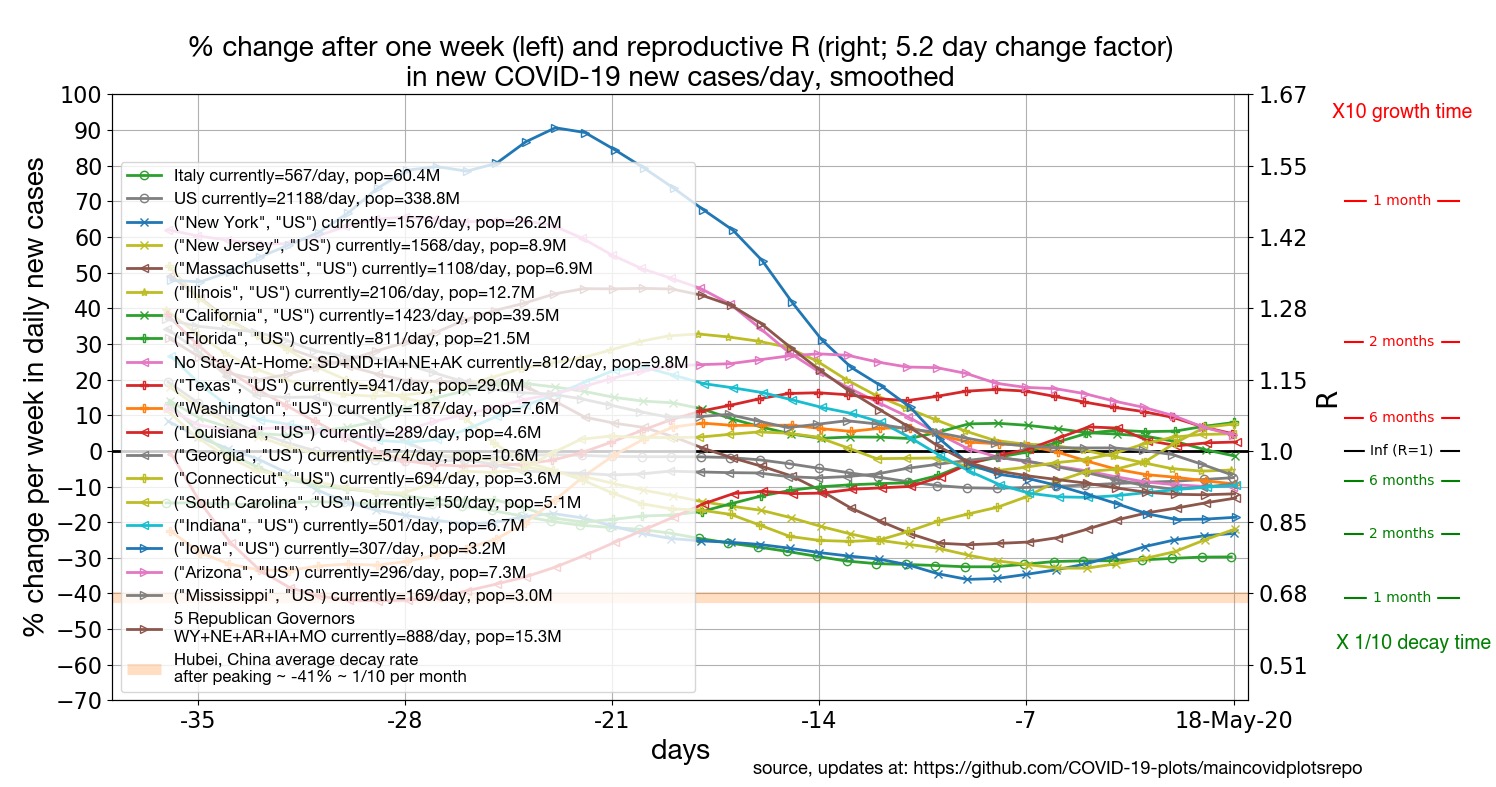 % change after one week (left) and reproductive R (right; 5.2 day change factor)
in new COVID-19 new cases/day, smoothed
% change per week in daily new cases
100
90
80
70
60
50
40
30
20
10
0
−10
−20
−30
−40
−50
−60
−70
Italy currently=567/day, pop=60.4M
US currently=21188/day, pop=338.8M
("New York", "US") currently=1576/day, pop=26.2M
("New Jersey", "US") currently=1568/day, pop=8.9M
("Massachusetts", "US") currently=1108/day, pop=6.9M
("Illinois", "US") currently=2106/day, pop=12.7M
("California", "US") currently=1423/day, pop=39.5M
("Florida", "US") currently=811/day, pop=21.5M
No Stay-At-Home: SD+ND+IA+NE+AK currently=812/day, pop=9.8M
("Texas", "US") currently=941/day, pop=29.0M
("Washington", "US") currently=187/day, pop=7.6M
("Louisiana", "US") currently=289/day, pop=4.6M
("Georgia", "US") currently=574/day, pop=10.6M
("Connecticut", "US") currently=694/day, pop=3.6M
("South Carolina", "US") currently=150/day, pop=5.1M
("Indiana", "US") currently=501/day, pop=6.7M
("Iowa", "US") currently=307/day, pop=3.2M
("Arizona", "US") currently=296/day, pop=7.3M
("Mississippi", "US") currently=169/day, pop=3.0M
5 Republican Governors
WY+NE+AR+IA+MO currently=888/day, pop=15.3M
Hubei, China average decay rate
after peaking ~ -41% ~ 1/10 per month
1.67
1.55
1.42
1.28
1.15
1.0
0.85
0.68
0.51
R
X10 growth time
1 month
2 months
6 months
Inf (R=1)
6 months
2 months
1 month
X 1/10 decay time
-35
-28
-21
-14
-7
18-May-20
days
source, updates at: https://github.com/COVID-19-plots/maincovidplotsrepo